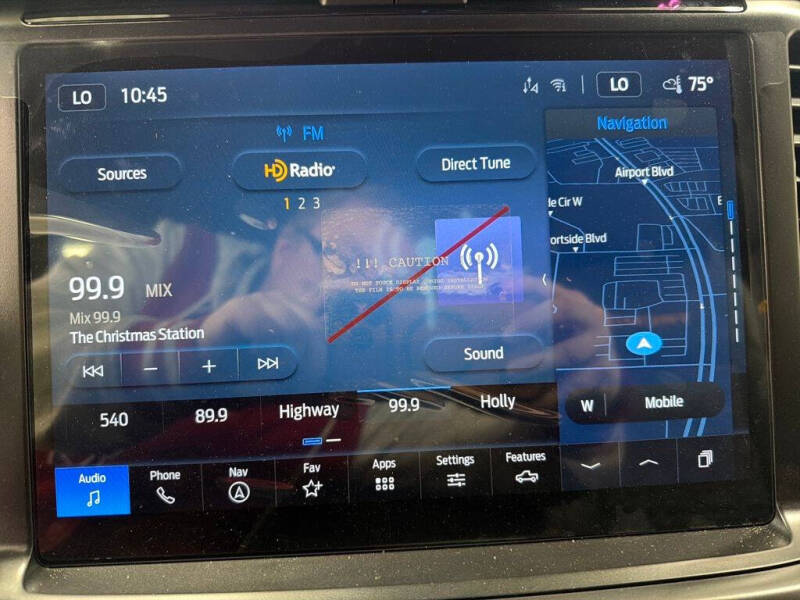 LO 10:45 LO 75°
FM
Navigation
Sources HD Radio Direct Tune
1 2 3
Airport Blvd
de Cir W
E
ortside Blvd
!!! CAUTION
99.9 MIX
Mix 99.9
The Christmas Station
Sound
540 89.9 Highway 99.9 Holly
W Mobile
Audio Phone Nav Fav Apps Settings Features